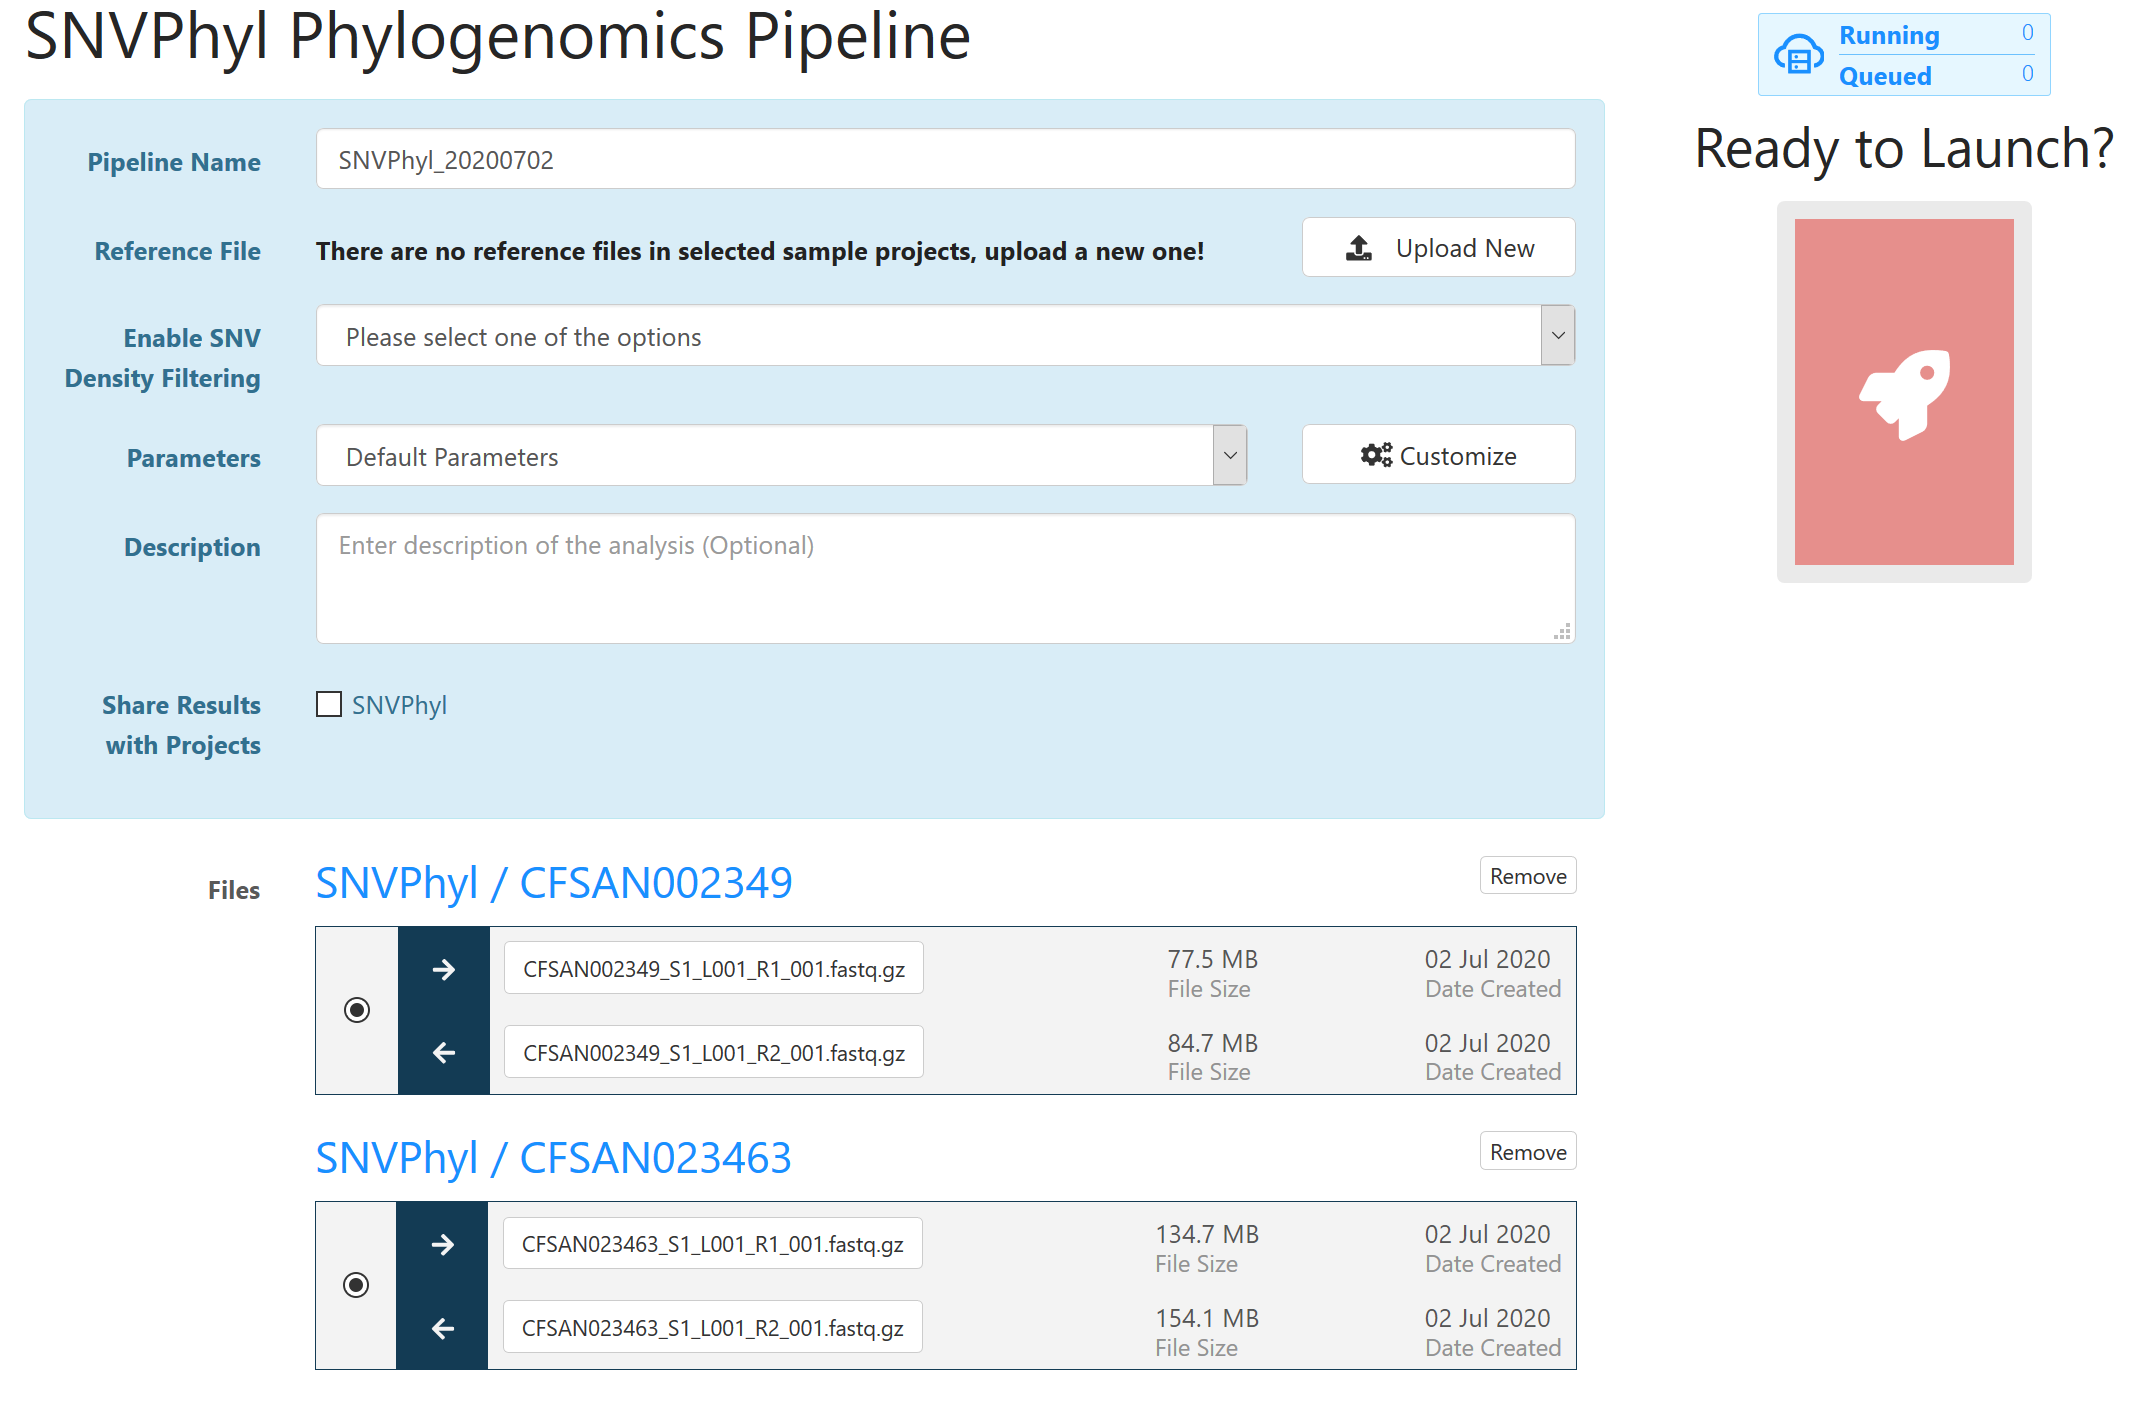 SNVPhyl Phylogenomics Pipeline
Running 0
Queued 0
Ready to Launch?
Pipeline Name SNVPhyl_20200702
Reference File There are no reference files in selected sample projects, upload a new one! Upload New
Enable SNV
Density Filtering
Please select one of the options
Parameters Default Parameters Customize
Description Enter description of the analysis (Optional)
Share Results
with Projects
SNVPhyl
Files SNVPhyl / CFSAN002349 Remove
CFSAN002349_S1_L001_R1_001.fastq.gz 77.5 MB 02 Jul 2020
File Size Date Created
CFSAN002349_S1_L001_R2_001.fastq.gz 84.7 MB 02 Jul 2020
File Size Date Created
SNVPhyl / CFSAN023463 Remove
CFSAN023463_S1_L001_R1_001.fastq.gz 134.7 MB 02 Jul 2020
File Size Date Created
CFSAN023463_S1_L001_R2_001.fastq.gz 154.1 MB 02 Jul 2020
File Size Date Created